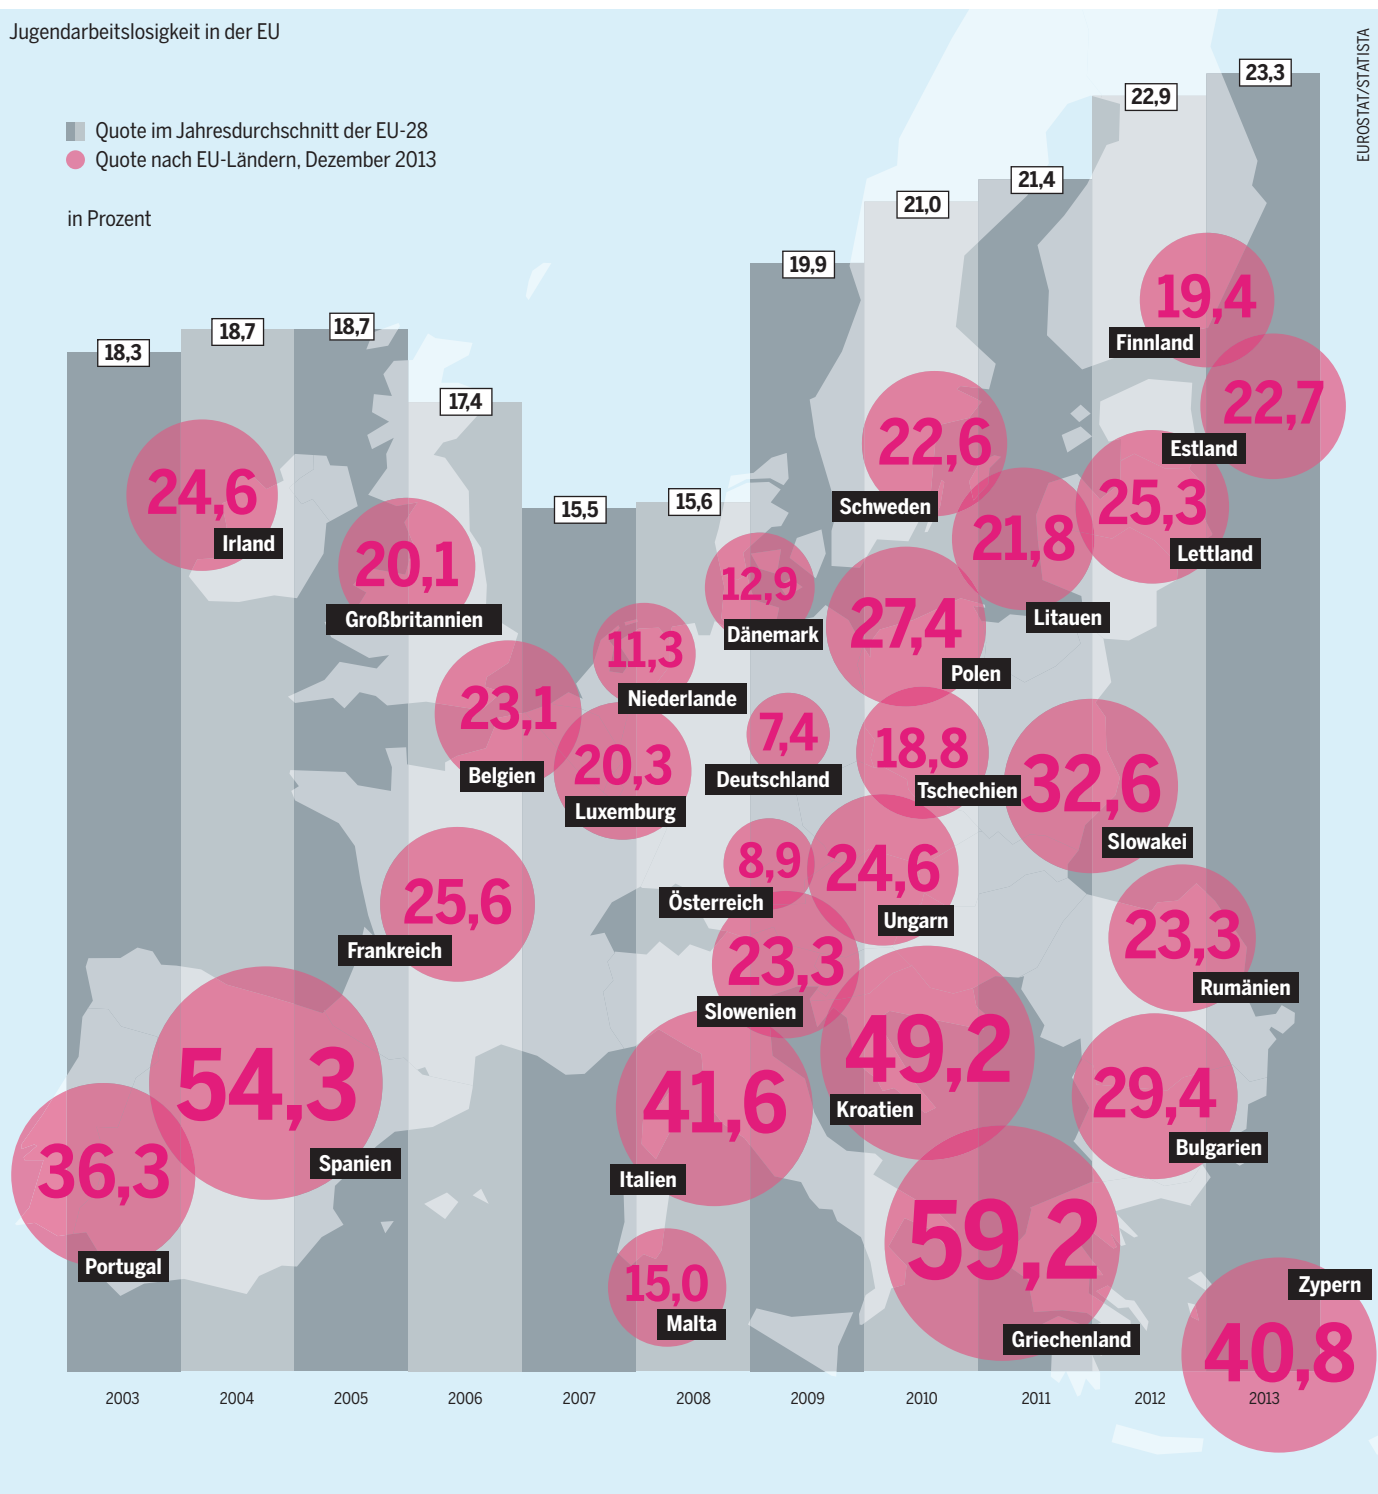 Jugendarbeitslosigkeit in der EU
EUROSTAT/STATISTA
Quote im Jahresdurchschnitt der EU-28
Quote nach EU-Ländern, Dezember 2013
in Prozent
18,3
18,7
18,7
17,4
15,5
15,6
19,9
21,0
21,4
22,9
23,3
19,4
Finnland
22,7
Estland
22,6
Schweden
24,6
Irland
25,3
Lettland
21,8
Litauen
20,1
Großbritannien
12,9
Dänemark
27,4
Polen
11,3
Niederlande
23,1
Belgien
20,3
Luxemburg
7,4
Deutschland
18,8
Tschechien
32,6
Slowakei
8,9
Österreich
24,6
Ungarn
25,6
Frankreich
23,3
Slowenien
23,3
Rumänien
49,2
Kroatien
54,3
Spanien
41,6
Italien
29,4
Bulgarien
36,3
Portugal
59,2
Griechenland
15,0
Malta
Zypern
40,8
2003
2004
2005
2006
2007
2008
2009
2010
2011
2012
2013